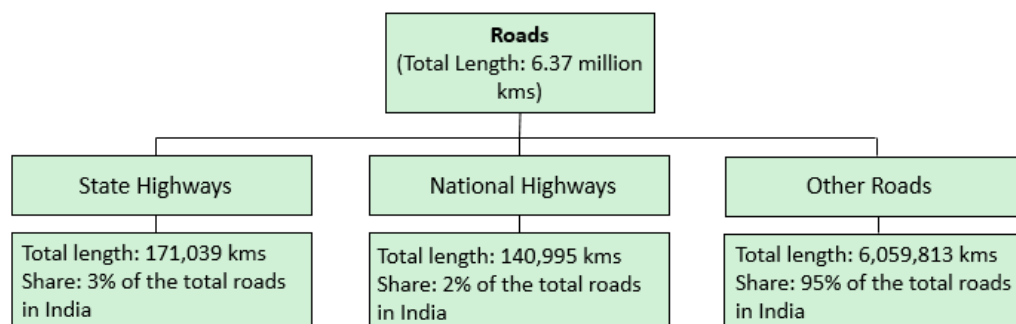 Roads
(Total Length: 6.37 million
kms)
State Highways
National Highways
Other Roads
Total length: 171,039 kms
Share: 3% of the total roads
in India
Total length: 140,995 kms
Share: 2% of the total roads
in India
Total length: 6,059,813 kms
Share: 95% of the total roads
in India